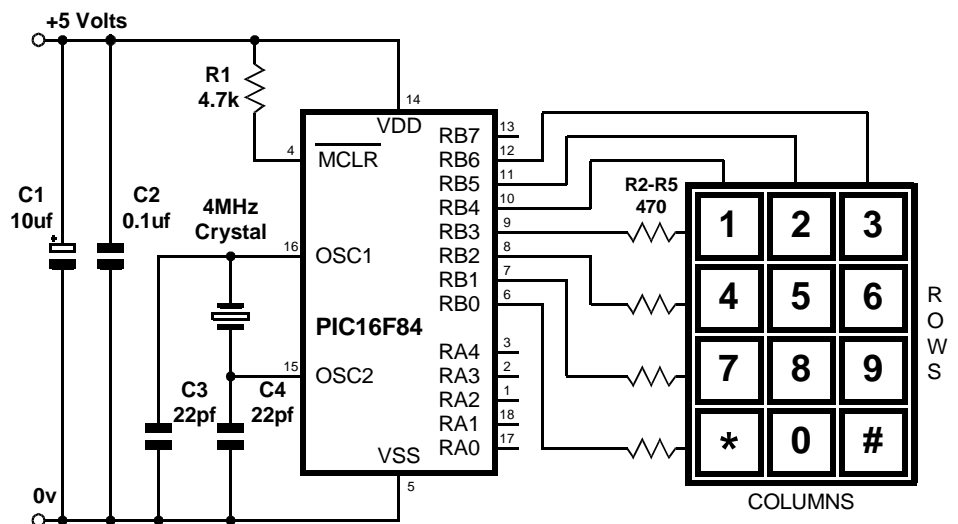 +5 Volts
R1
4.7k
14
VDD
4
MCLR
RB7
13
RB6
12
RB5
11
RB4
10
RB3
9
RB2
8
RB1
7
RB0
6
R2-R5
470
C1
10uf
+
C2
0.1uf
4MHz
Crystal
16
OSC1
PIC16F84
15
OSC2
RA4
3
RA3
2
RA2
1
RA1
18
RA0
17
C3
22pf
C4
22pf
VSS
5
0v
1 2 3
4 5 6
7 8 9
* 0 #
ROWS
COLUMNS